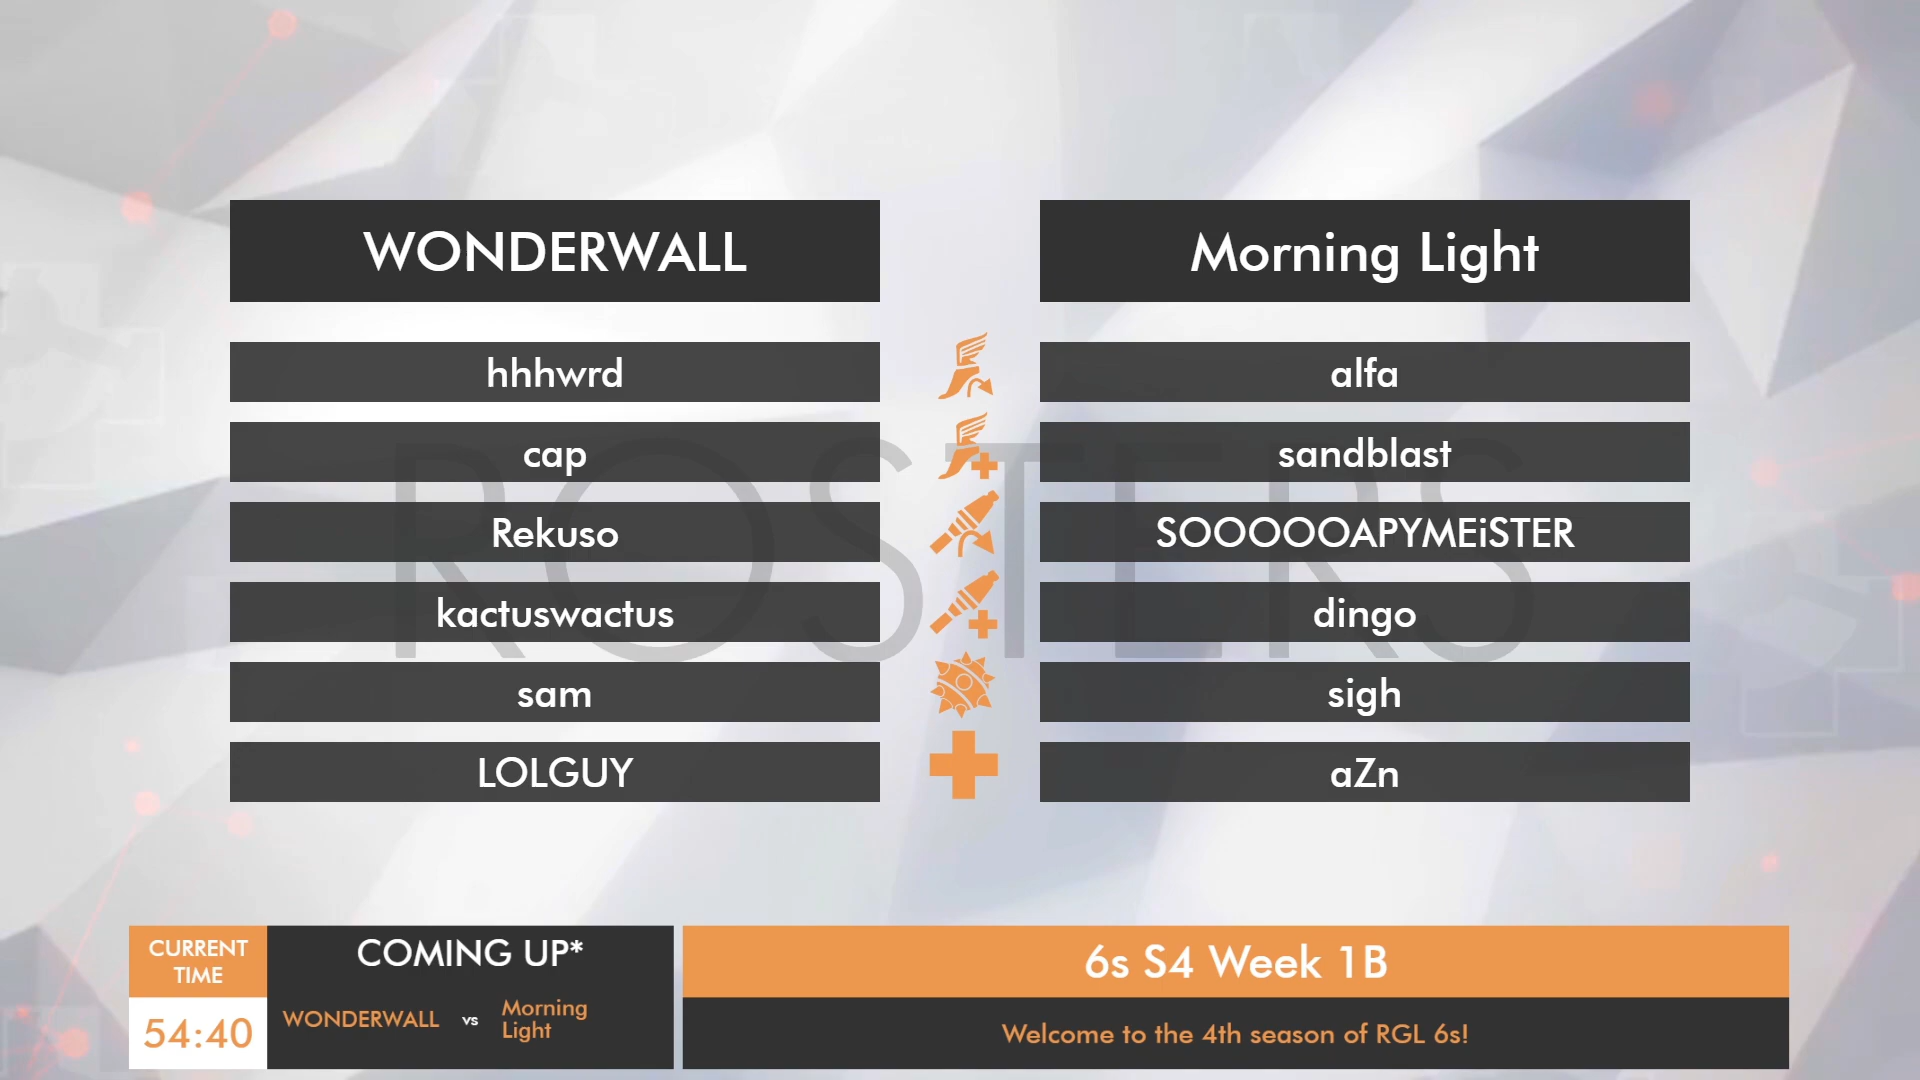 WONDERWALL
Morning Light
ROSTERS
hhhwrd
alfa
cap
sandblast
Rekuso
SOOOOOAPYMEiSTER
kactuswactus
dingo
sam
sigh
LOLGUY
aZn
CURRENT
TIME
54:40
COMING UP*
WONDERWALL vs Morning
Light
6s S4 Week 1B
Welcome to the 4th season of RGL 6s!